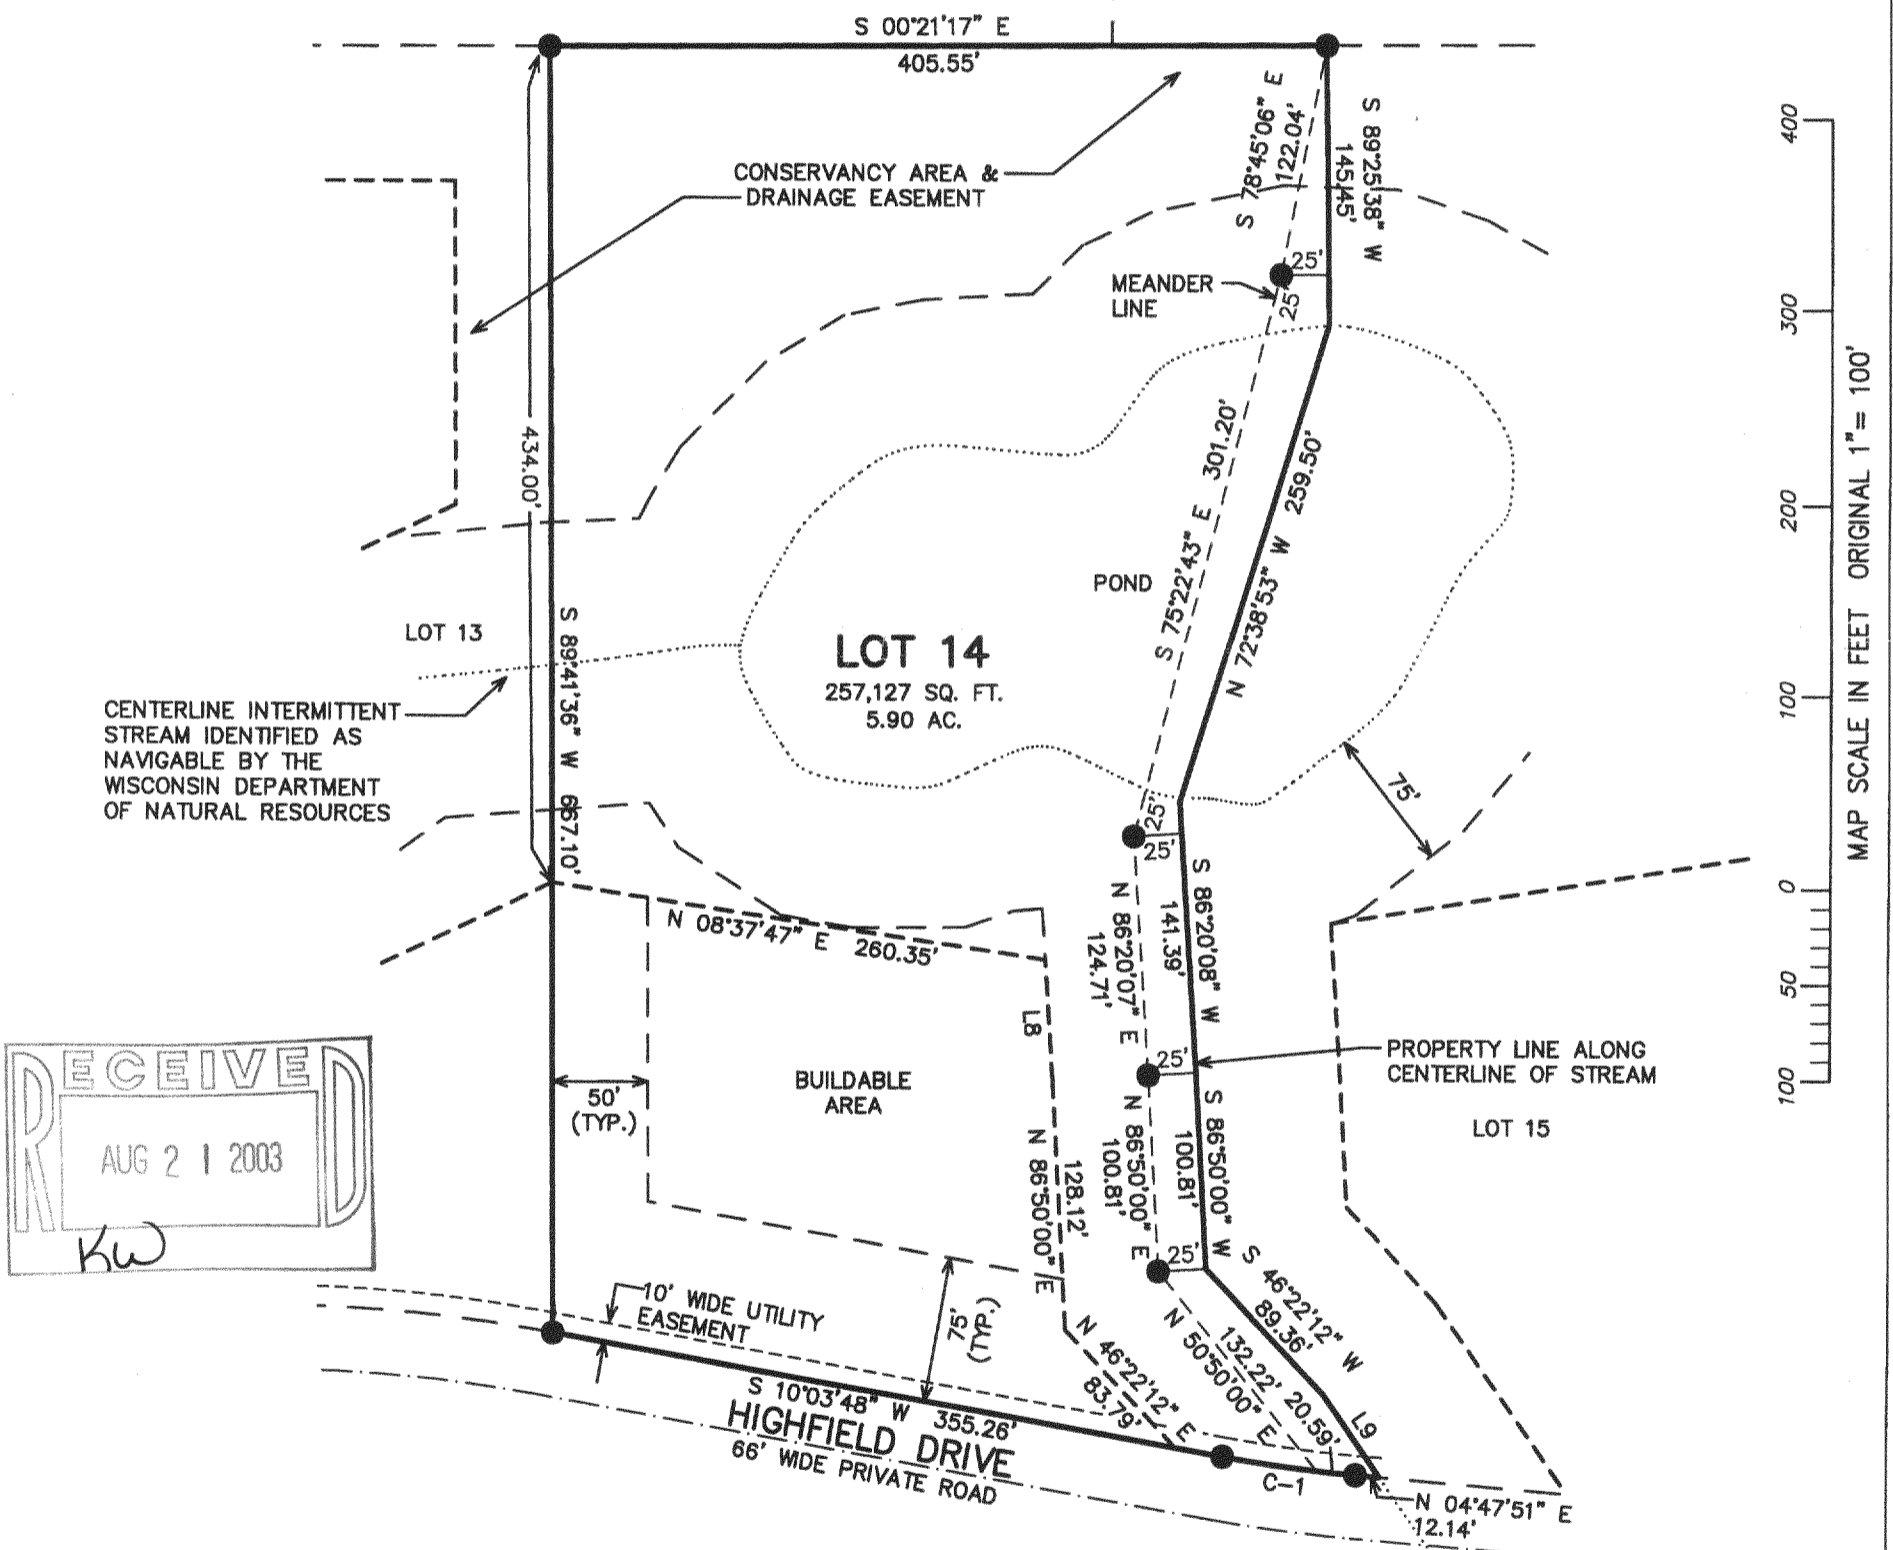 S 00°21'17" E
405.55'
S 78°45'06" E
122.04'
S 89°25'38" W
145.45'
CONSERVANCY AREA &
DRAINAGE EASEMENT
MEANDER
LINE
25'
25'
434.00'
S 75°22'43" E 301.20'
N 72°38'53" W 259.50'
POND
LOT 13
LOT 14
257,127 SQ. FT.
5.90 AC.
S 89°41'36" W 667.10'
CENTERLINE INTERMITTENT
STREAM IDENTIFIED AS
NAVIGABLE BY THE
WISCONSIN DEPARTMENT
OF NATURAL RESOURCES
75'
25'
25'
N 08°37'47" E 260.35'
N 86°20'07" E
124.71'
S 86°20'08" W
141.39'
L8
25'
PROPERTY LINE ALONG
CENTERLINE OF STREAM
LOT 15
BUILDABLE
AREA
50'
(TYP.)
N 86°50'00" E
128.12'
N 86°50'00" E
100.81'
S 86°50'00" W
100.81'
25'
RECEIVED
AUG 21 2003
KW
10' WIDE UTILITY
EASEMENT
75'
(TYP.)
N 46°22'12" E
83.79'
S 46°22'12" W
89.36'
N 50°50'00" E
132.22'
20.59'
L9
S 10°03'48" W 355.26'
HIGHFIELD DRIVE
66' WIDE PRIVATE ROAD
C-1
N 04°47'51" E
12.14'
400
300
200
100
0
50
100
MAP SCALE IN FEET ORIGINAL 1"= 100'